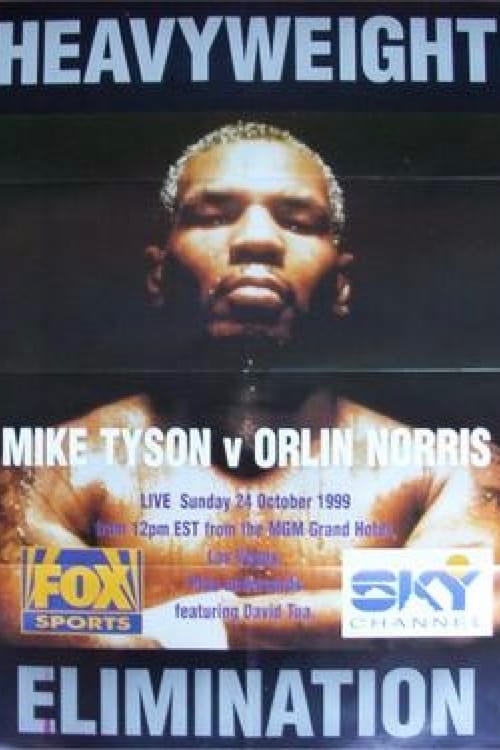 HEAVYWEIGHT
MIKE TYSON v ORLIN NORRIS
LIVE Sunday 24 October 1999
from 12pm EST from the MGM Grand Hotel,
Las Vegas.
featuring David Tua.
FOX
SPORTS
SKY
CHANNEL
ELIMINATION